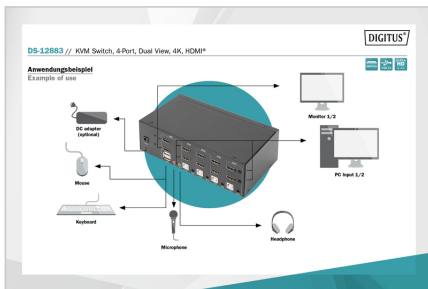 DIGITUS®
DS-12883 // KVM Switch, 4-Port, Dual View, 4K, HDMI®
Anwendungsbeispiel
Example of use
DC adapter
(optional)
Monitor 1/2
Mouse
PC Input 1/2
Keyboard
Microphone
Headphone